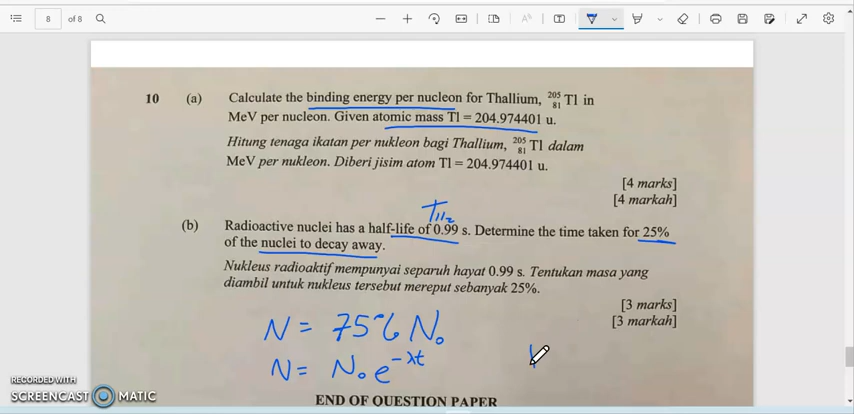 8 of 8
10 (a) Calculate the binding energy per nucleon for Thallium, ²⁰⁵₈₁Tl in
MeV per nucleon. Given atomic mass Tl = 204.974401 u.
Hitung tenaga ikatan per nukleon bagi Thallium, ²⁰⁵₈₁Tl dalam
MeV per nukleon. Diberi jisim atom Tl = 204.974401 u.
[4 marks]
[4 markah]
T1/2
(b) Radioactive nuclei has a half-life of 0.99 s. Determine the time taken for 25%
of the nuclei to decay away.
Nukleus radioaktif mempunyai separuh hayat 0.99 s. Tentukan masa yang
diambil untuk nukleus tersebut mereput sebanyak 25%.
[3 marks]
[3 markah]
N = 75% N₀
N = N₀ e^-λt
RECORDED WITH
SCREENCAST MATIC
END OF QUESTION PAPER